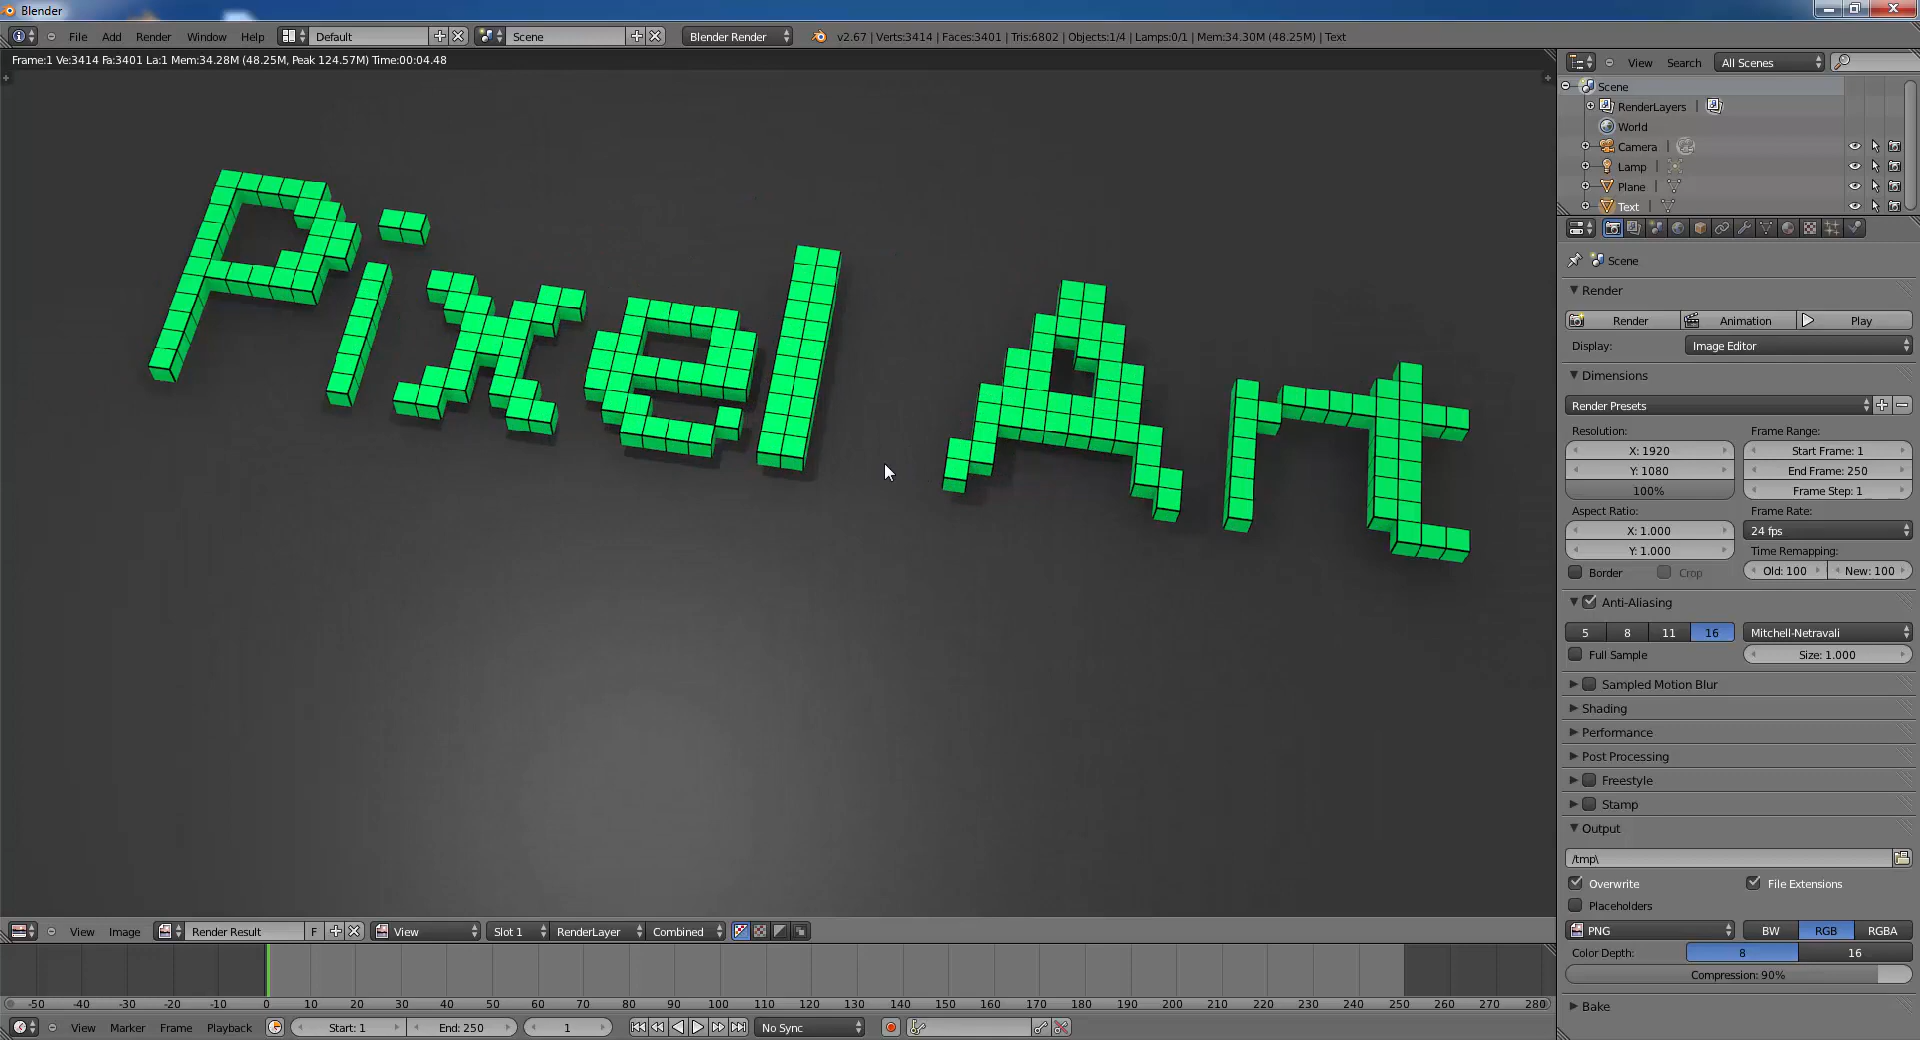 Blender
File Add Render Window Help Default Scene Blender Render v2.67 | Verts:3414 | Faces:3401 | Tris:6802 | Objects:1/4 | Lamps:0/1 | Mem:34.30M (48.25M) | Text
Frame:1 Ve:3414 Fa:3401 La:1 Mem:34.28M (48.25M, Peak 124.57M) Time:00:04.48
Pixel Art
View Search All Scenes
Scene
RenderLayers |
World
Camera |
Lamp |
Plane |
Text |
Scene
Render
Render Animation Play
Display: Image Editor
Dimensions
Render Presets
Resolution: Frame Range:
X: 1920 Start Frame: 1
Y: 1080 End Frame: 250
100% Frame Step: 1
Aspect Ratio: Frame Rate:
X: 1.000 24 fps
Y: 1.000 Time Remapping:
Border Crop Old: 100 New: 100
Anti-Aliasing
5 8 11 16 Mitchell-Netravali
Full Sample Size: 1.000
Sampled Motion Blur
Shading
Performance
Post Processing
Freestyle
Stamp
Output
/tmp\
Overwrite File Extensions
Placeholders
PNG BW RGB RGBA
Color Depth: 8 16
Compression: 90%
Bake
View Image Render Result F View Slot 1 RenderLayer Combined
-50 -40 -30 -20 -10 0 10 20 30 40 50 60 70 80 90 100 110 120 130 140 150 160 170 180 190 200 210 220 230 240 250 260 270 280
View Marker Frame Playback Start: 1 End: 250 1 No Sync